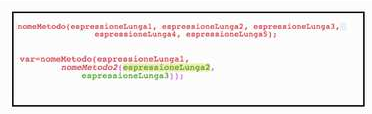 nomeMetodo(espressioneLunga1, espressioneLunga2, espressioneLunga3,
espressioneLunga4, espressioneLunga5);
var=nomeMetodo(espressioneLunga1,
nomeMetodo2(espressioneLunga2,
espressioneLunga3));